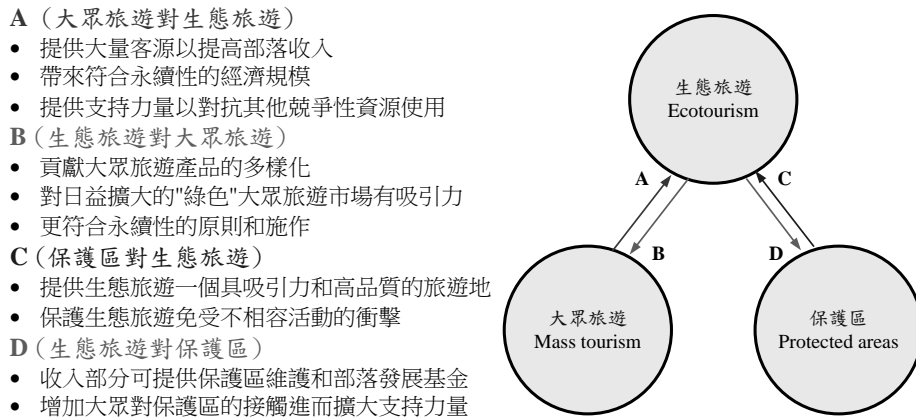 A（大眾旅遊對生態旅遊）
• 提供大量客源以提高部落收入
• 帶來符合永續性的經濟規模
• 提供支持力量以對抗其他競爭性資源使用
B（生態旅遊對大眾旅遊）
• 貢獻大眾旅遊產品的多樣化
• 對日益擴大的"綠色"大眾旅遊市場有吸引力
• 更符合永續性的原則和施作
C（保護區對生態旅遊）
• 提供生態旅遊一個具吸引力和高品質的旅遊地
• 保護生態旅遊免受不相容活動的衝擊
D（生態旅遊對保護區）
• 收入部分可提供保護區維護和部落發展基金
• 增加大眾對保護區的接觸進而擴大支持力量
生態旅遊
Ecotourism
A
C
B
D
大眾旅遊
Mass tourism
保護區
Protected areas